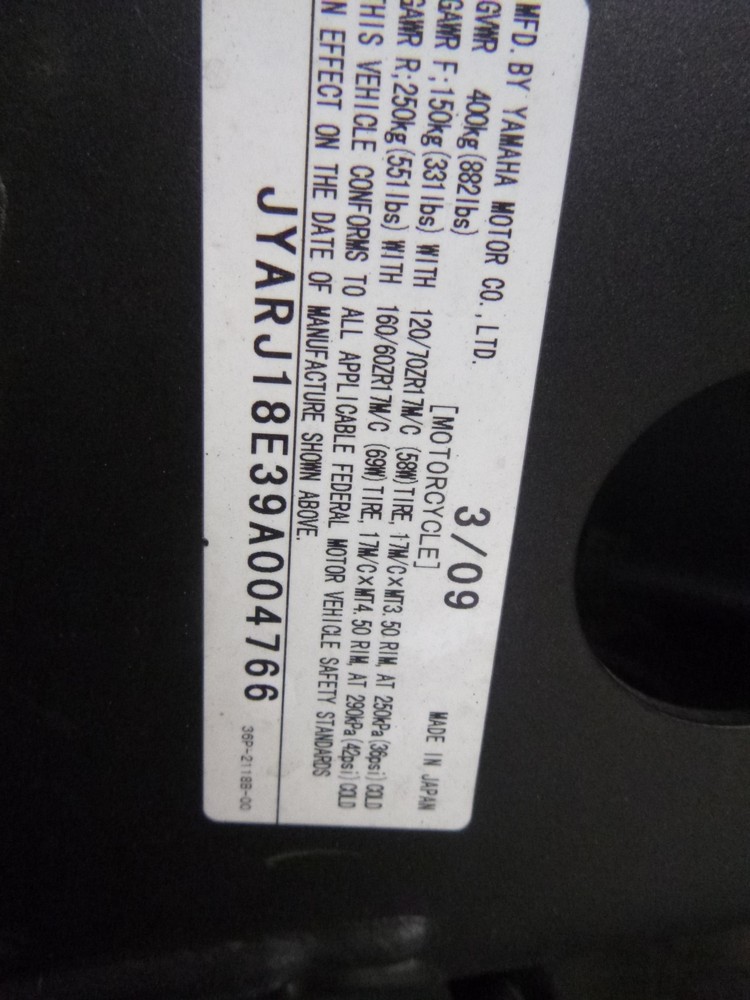 MFD. BY YAMAHA MOTOR CO.,LTD. 3/09 MADE IN JAPAN
GVWR 400kg(882lbs) [MOTORCYCLE]
GAWR F;150kg(331lbs) WITH 120/70ZR17M/C (58W)TIRE, 17M/C×MT3.50 RIM, AT 250kPa(36psi)COLD
GAWR R;250kg(551lbs) WITH 160/60ZR17M/C (69W)TIRE, 17M/C×MT4.50 RIM, AT 290kPa(42psi)COLD
THIS VEHICLE CONFORMS TO ALL APPLICABLE FEDERAL MOTOR VEHICLE SAFETY STANDARDS
IN EFFECT ON THE DATE OF MANUFACTURE SHOWN ABOVE.
JYARJ18E39A004766 36P-2118B-00